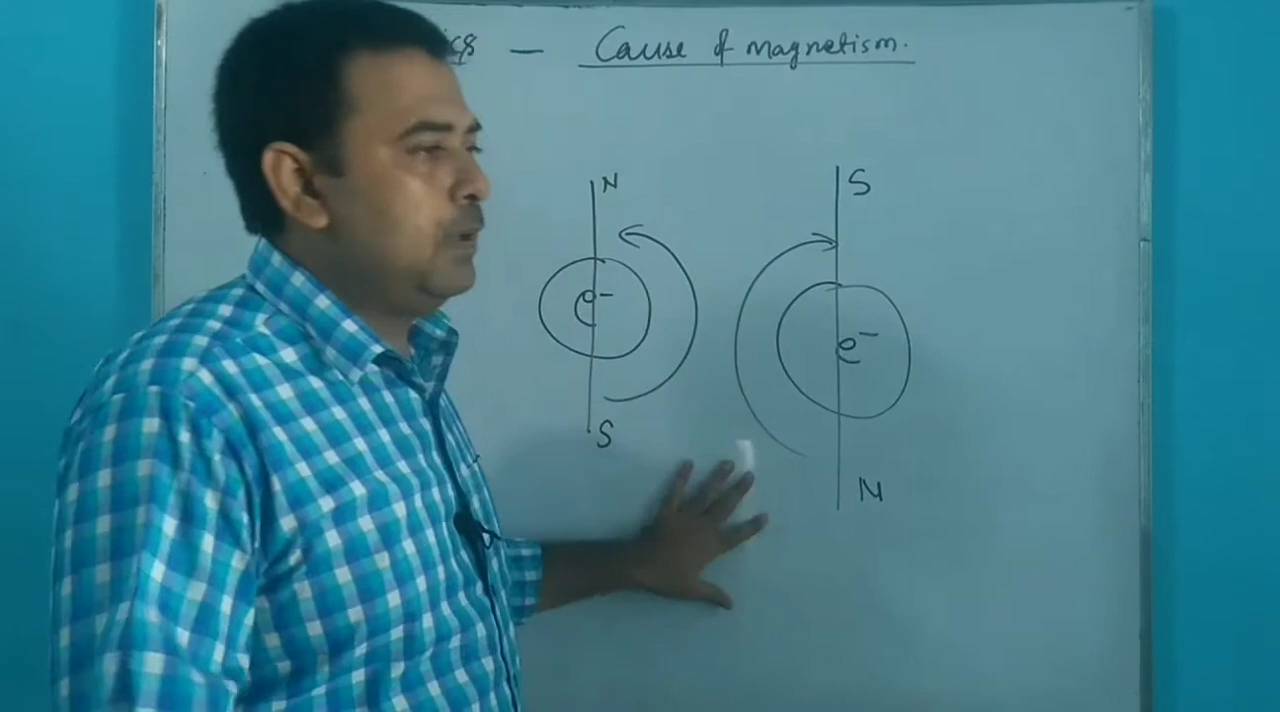 — Cause of magnetism.
N
S
e⁻
e⁻
S
N